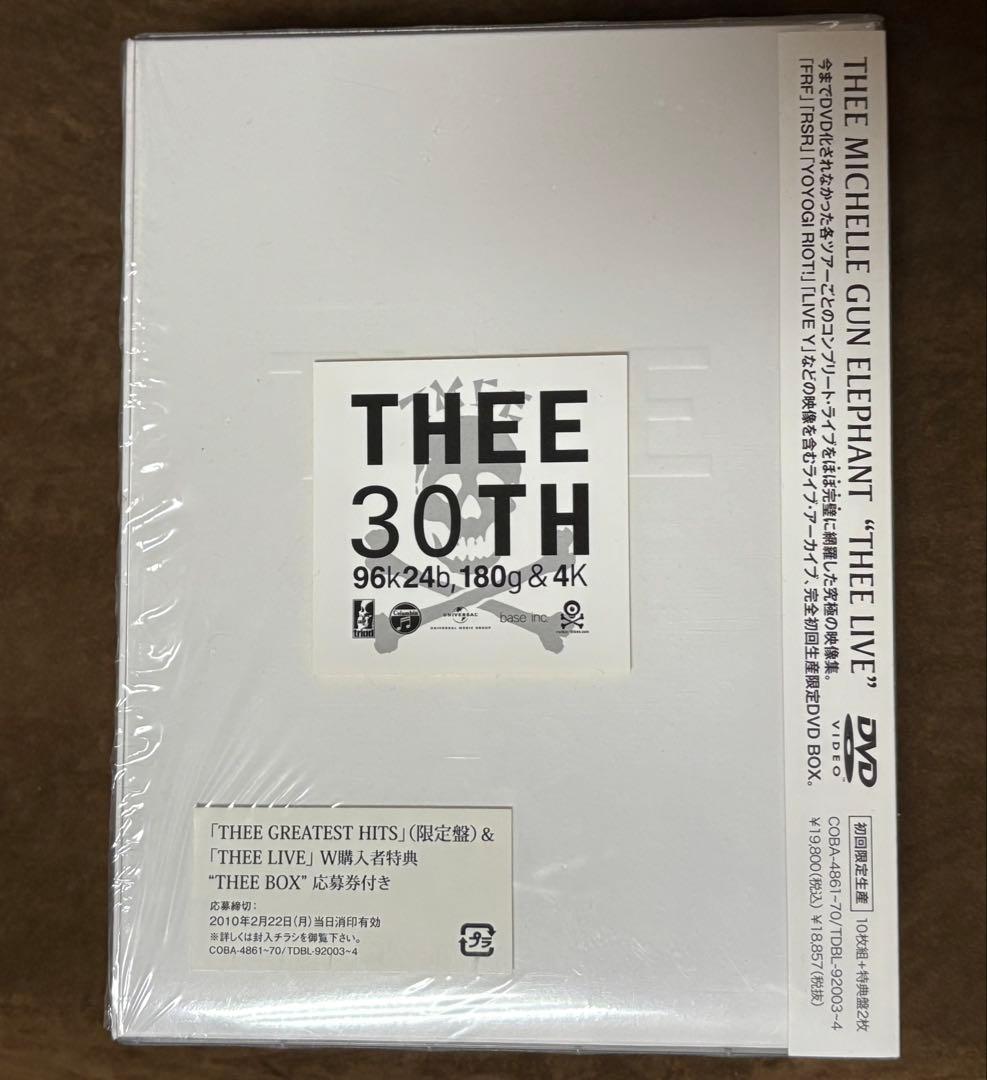 THEE MICHELLE GUN ELEPHANT “THEE LIVE”
今までDVD化されなかった各ツアーごとのコンプリート・ライブをほぼ完璧に網羅した究極の映像集。
「FRF」「RSR」「YOYOGI RIOT!」「LIVE Y」などの映像を含むライブ・アーカイブ、完全初回生産限定DVD BOX。
DVD
VIDEO
初回限定生産 10枚組+特典盤2枚
COBA-4861~70/TDBL-92003~4
¥19,800(税込) ¥18,857(税抜)
THEE
TMGE
THEE
30TH
96k24b,180g & 4K
triad
Columbia
UNIVERSAL
UNIVERSAL MUSIC GROUP
base inc.
「THEE GREATEST HITS」(限定盤)&
「THEE LIVE」 W購入者特典
“THEE BOX” 応募券付き
応募締切:
2010年2月22日(月)当日消印有効
※詳しくは封入チラシを御覧下さい。
COBA-4861~70/TDBL-92003~4
プラ